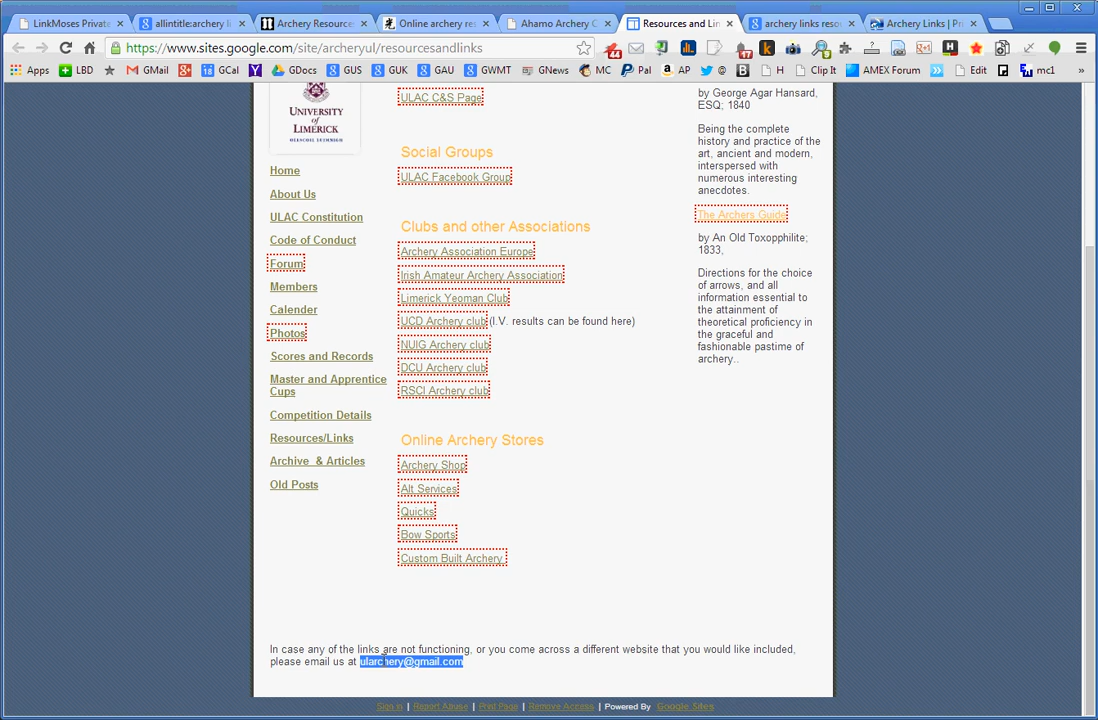 LinkMoses Private
allintitle:archery li
Archery Resource
Online archery res
Ahamo Archery C
Resources and Lin
archery links reso
Archery Links | Pr
https://www.sites.google.com/site/archeryul/resourcesandlinks
Apps LBD GMail GCal GDocs GUS GUK GAU GWMT GNews MC Pal AP @ H Clip It AMEX Forum Edit mc1 »
UNIVERSITY
of
LIMERICK
Home
About Us
ULAC Constitution
Code of Conduct
Forum
Members
Calender
Photos
Scores and Records
Master and Apprentice
Cups
Competition Details
Resources/Links
Archive & Articles
Old Posts
ULAC C&S Page
Social Groups
ULAC Facebook Group
Clubs and other Associations
Archery Association Europe
Irish Amateur Archery Association
Limerick Yeoman Club
UCD Archery club (I.V. results can be found here)
NUIG Archery club
DCU Archery club
RSCI Archery club
Online Archery Stores
Archery Shop
Alt Services
Quicks
Bow Sports
Custom Built Archery
by George Agar Hansard,
ESQ; 1840
Being the complete
history and practice of the
art, ancient and modern,
interspersed with
numerous interesting
anecdotes.
The Archers Guide
by An Old Toxopphilite;
1833,
Directions for the choice
of arrows, and all
information essential to
the attainment of
theoretical proficiency in
the graceful and
fashionable pastime of
archery..
In case any of the links are not functioning, or you come across a different website that you would like included,
please email us at ularchery@gmail.com
Sign in | Report Abuse | Print Page | Remove Access | Powered By Google Sites